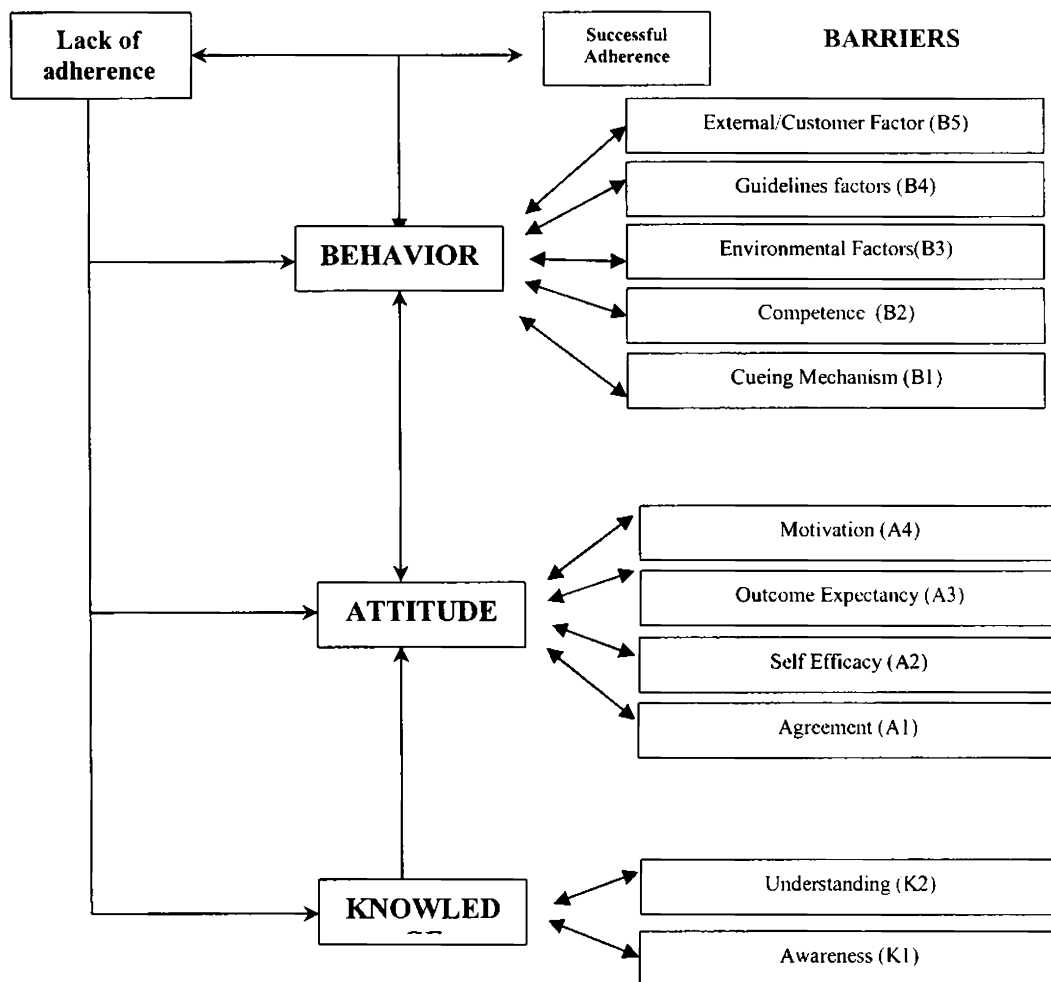 Lack of
adherence
Successful
Adherence
BARRIERS
External/Customer Factor (B5)
Guidelines factors (B4)
BEHAVIOR
Environmental Factors(B3)
Competence (B2)
Cueing Mechanism (B1)
Motivation (A4)
ATTITUDE
Outcome Expectancy (A3)
Self Efficacy (A2)
Agreement (A1)
Understanding (K2)
KNOWLED
Awareness (K1)